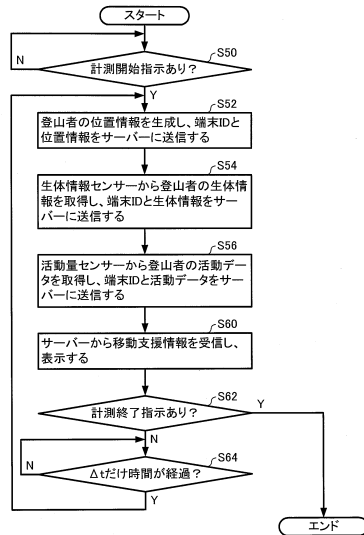 スタート
S50
計測開始指示あり？
N
Y
S52
登山者の位置情報を生成し、端末IDと
位置情報をサーバーに送信する
S54
生体情報センサーから登山者の生体情
報を取得し、端末IDと生体情報をサー
バーに送信する
S56
活動量センサーから登山者の活動デー
タを取得し、端末IDと活動データをサー
バーに送信する
S60
サーバーから移動支援情報を受信し、
表示する
S62
計測終了指示あり？
Y
N
S64
Δtだけ時間が経過？
N
Y
エンド